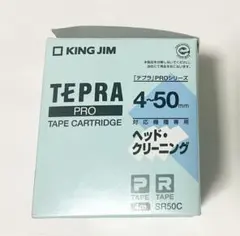 KING JIM
「テプラ」PROシリーズ
TEPRA
PRO
TAPE CARTRIDGE
4~50mm
対応機種専用
ヘッド・
クリーニング
P
TAPE
R
TAPE
SR50C